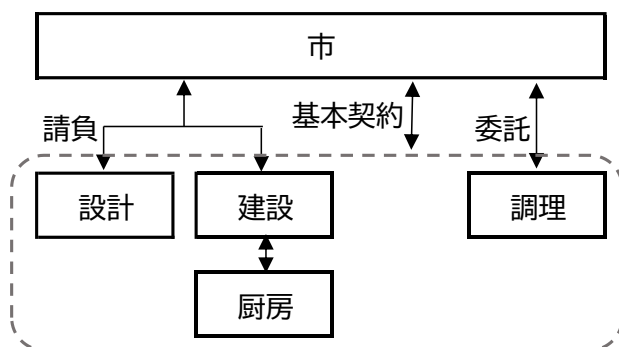 市
請負
基本契約
委託
設計
建設
調理
厨房